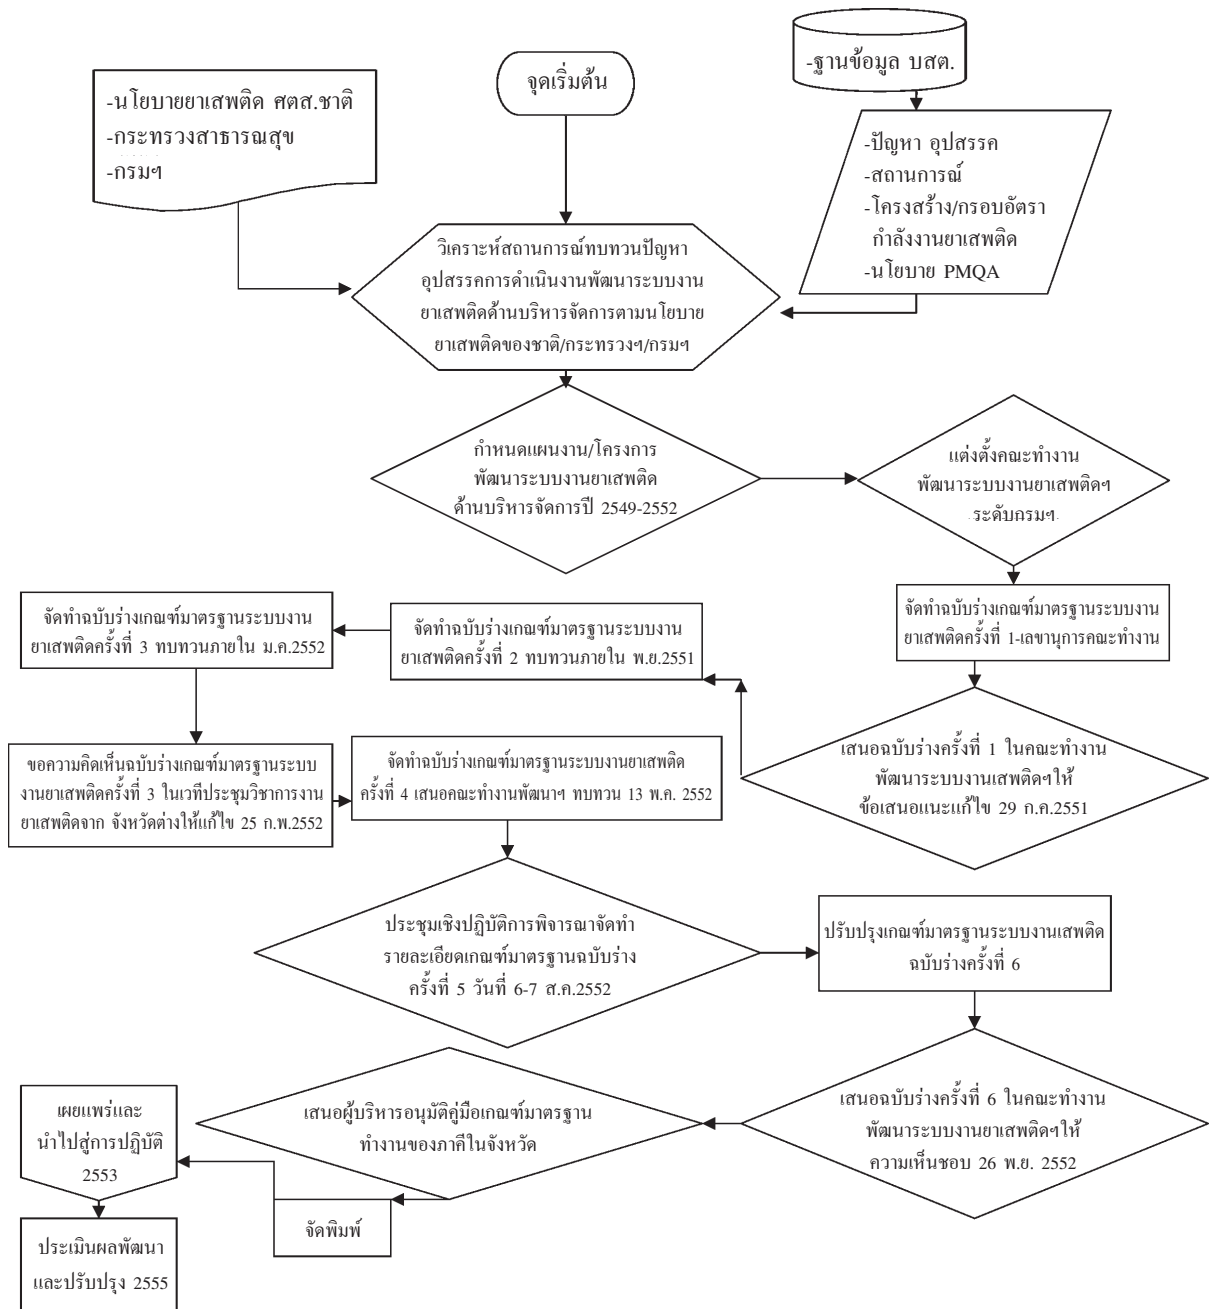 -นโยบายยาเสพติด ศตส.ชาติ
-กระทรวงสาธารณสุข
-กรมฯ
จุดเริ่มต้น
-ฐานข้อมูล บสต.
-ปัญหา อุปสรรค
-สถานการณ์
-โครงสร้าง/กรอบอัตรา
กำลังงานยาเสพติด
-นโยบาย PMQA
วิเคราะห์สถานการณ์ทบทวนปัญหา
อุปสรรคการดำเนินงานพัฒนาระบบงาน
ยาเสพติดด้านบริหารจัดการตามนโยบาย
ยาเสพติดของชาติ/กระทรวงฯ/กรมฯ
กำหนดแผนงาน/โครงการ
พัฒนาระบบงานยาเสพติด
ด้านบริหารจัดการปี 2549-2552
แต่งตั้งคณะทำงาน
พัฒนาระบบงานยาเสพติดฯ
ระดับกรมฯ
จัดทำฉบับร่างเกณฑ์มาตรฐานระบบงาน
ยาเสพติดครั้งที่ 1-เลขานุการคณะทำงาน
เสนอฉบับร่างครั้งที่ 1 ในคณะทำงาน
พัฒนาระบบงานเสพติดฯให้
ข้อเสนอแนะแก้ไข 29 ก.ค.2551
จัดทำฉบับร่างเกณฑ์มาตรฐานระบบงาน
ยาเสพติดครั้งที่ 2 ทบทวนภายใน พ.ย.2551
จัดทำฉบับร่างเกณฑ์มาตรฐานระบบงาน
ยาเสพติดครั้งที่ 3 ทบทวนภายใน ม.ค.2552
ขอความคิดเห็นฉบับร่างเกณฑ์มาตรฐานระบบ
งานยาเสพติดครั้งที่ 3 ในเวทีประชุมวิชาการงาน
ยาเสพติดจาก จังหวัดต่างให้แก้ไข 25 ก.พ.2552
จัดทำฉบับร่างเกณฑ์มาตรฐานระบบงานยาเสพติด
ครั้งที่ 4 เสนอคณะทำงานพัฒนาฯ ทบทวน 13 พ.ค. 2552
ประชุมเชิงปฏิบัติการพิจารณาจัดทำ
รายละเอียดเกณฑ์มาตรฐานฉบับร่าง
ครั้งที่ 5 วันที่ 6-7 ส.ค.2552
ปรับปรุงเกณฑ์มาตรฐานระบบงานเสพติด
ฉบับร่างครั้งที่ 6
เสนอฉบับร่างครั้งที่ 6 ในคณะทำงาน
พัฒนาระบบงานยาเสพติดฯให้
ความเห็นชอบ 26 พ.ย. 2552
เสนอผู้บริหารอนุมัติคู่มือเกณฑ์มาตรฐาน
ทำงานของภาคีในจังหวัด
จัดพิมพ์
เผยแพร่และ
นำไปสู่การปฏิบัติ
2553
ประเมินผลพัฒนา
และปรับปรุง 2555